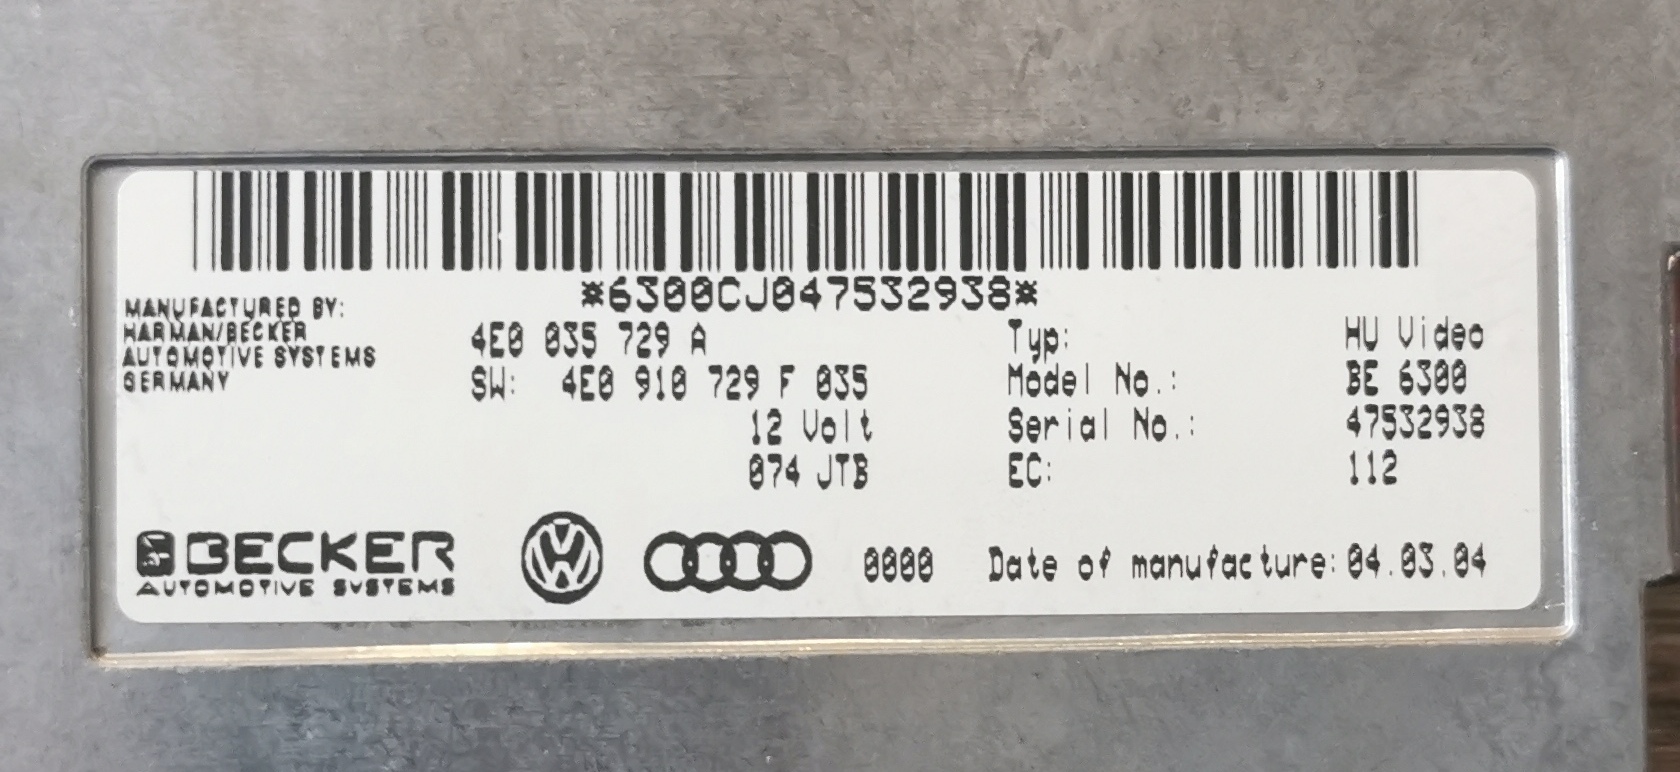 *6300CJ047532938*
MANUFACTURED BY:
HARMAN/BECKER
AUTOMOTIVE SYSTEMS
GERMANY
4E0 035 729 A
SW: 4E0 910 729 F 035
12 Volt
074 JTB
Typ: HU Video
Model No.: BE 6300
Serial No.: 47532938
EC: 112
BECKER
AUTOMOTIVE SYSTEMS
0000 Date of manufacture: 04.03.04